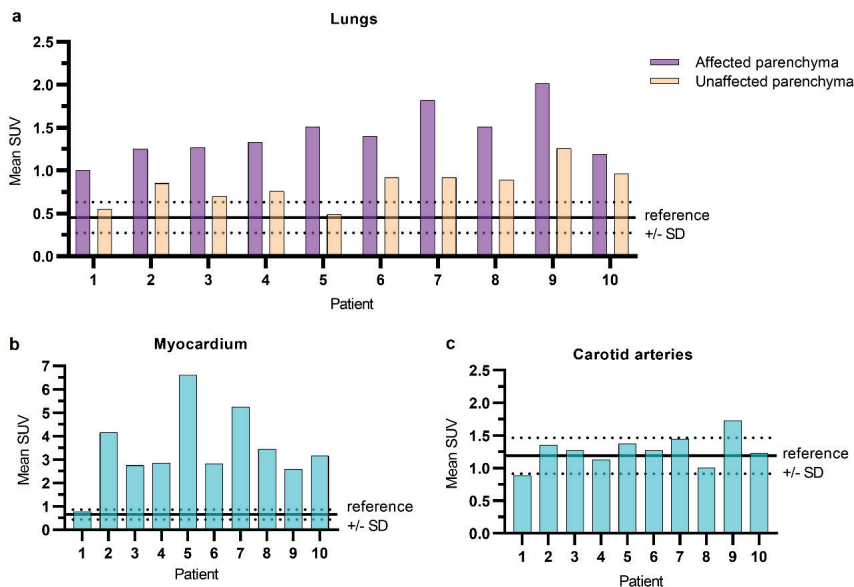 a
Lungs
2.5
2.0
1.5
1.0
0.5
0.0
Mean SUV
Affected parenchyma
Unaffected parenchyma
reference
+/- SD
1 2 3 4 5 6 7 8 9 10
Patient
b
Myocardium
7
6
5
4
3
2
1
0
Mean SUV
reference
+/- SD
1 2 3 4 5 6 7 8 9 10
Patient
c
Carotid arteries
2.5
2.0
1.5
1.0
0.5
0.0
Mean SUV
reference
+/- SD
1 2 3 4 5 6 7 8 9 10
Patient